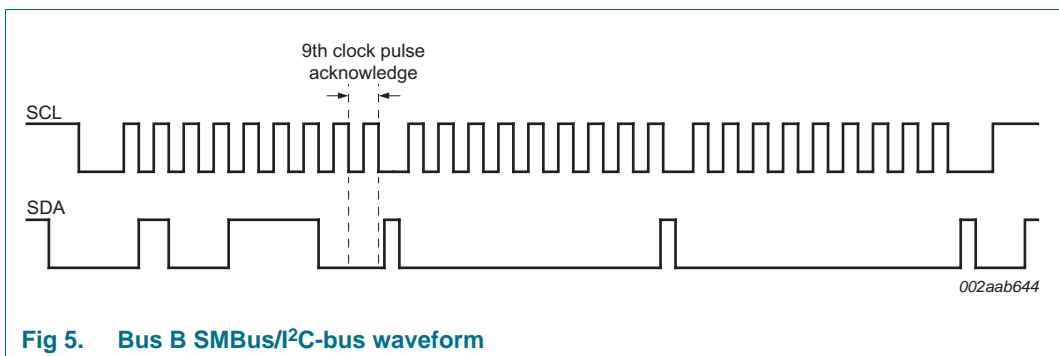 9th clock pulse
acknowledge
SCL
SDA
002aab644
Fig 5. Bus B SMBus/I²C-bus waveform